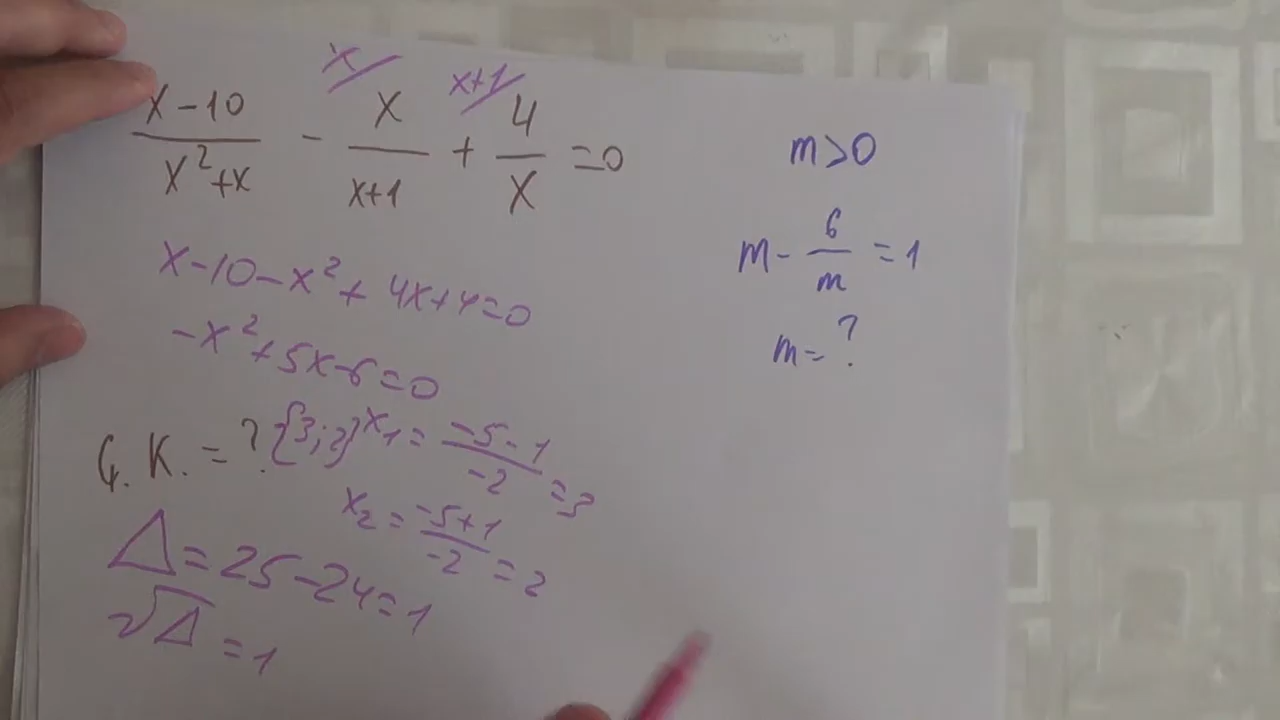 x/ x+1/
x-10/x²+x - x/x+1 + 4/x =0
x-10-x²+4x+4=0
-x²+5x-6=0
Ç.K. = ? {3;2} x₁ = -5-1/-2 =3
x₂ = -5+1/-2 =2
Δ=25-24=1
√Δ =1
m>0
m- 6/m =1
m= ?